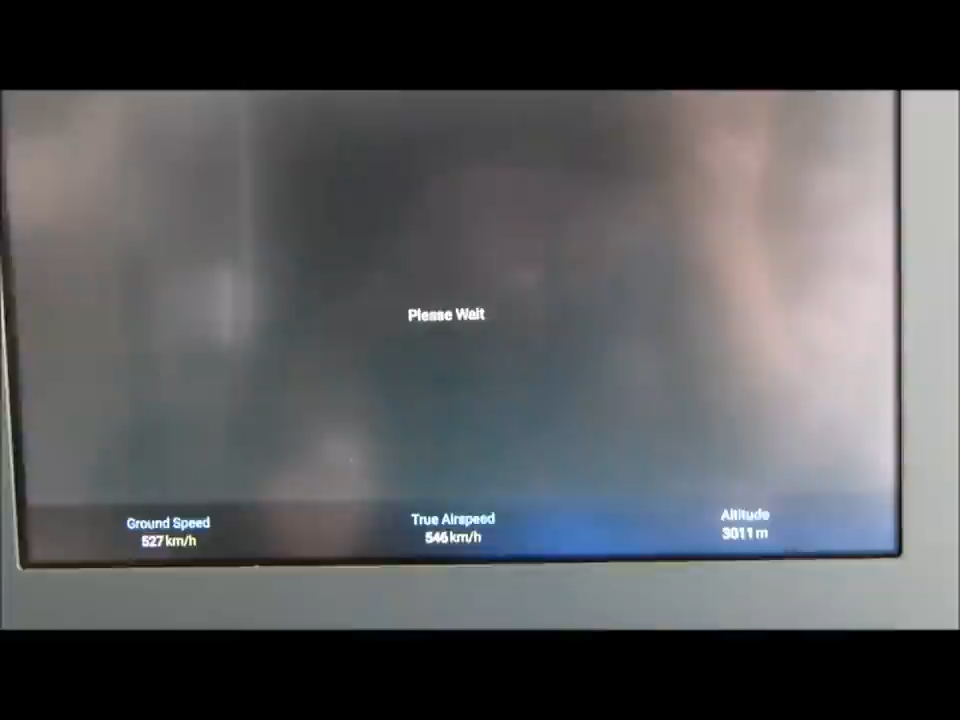 Please Wait
Ground Speed
527 km/h
True Airspeed
546 km/h
Altitude
3011 m